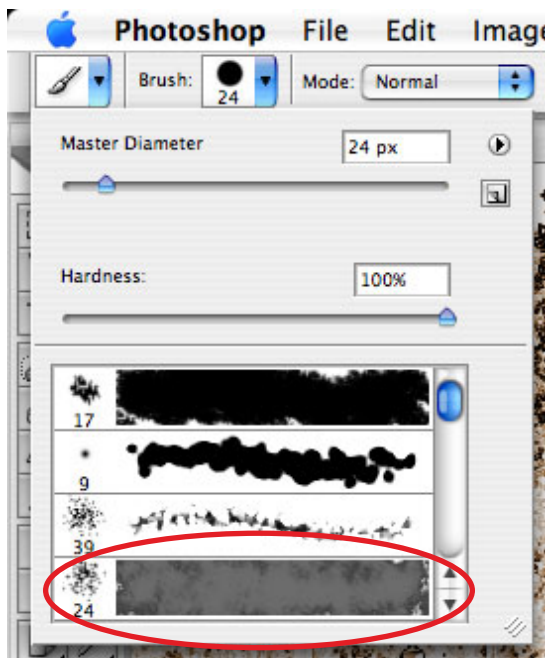 Photoshop File Edit Image
Brush: 24 Mode: Normal
Master Diameter 24 px
Hardness: 100%
17
9
39
24